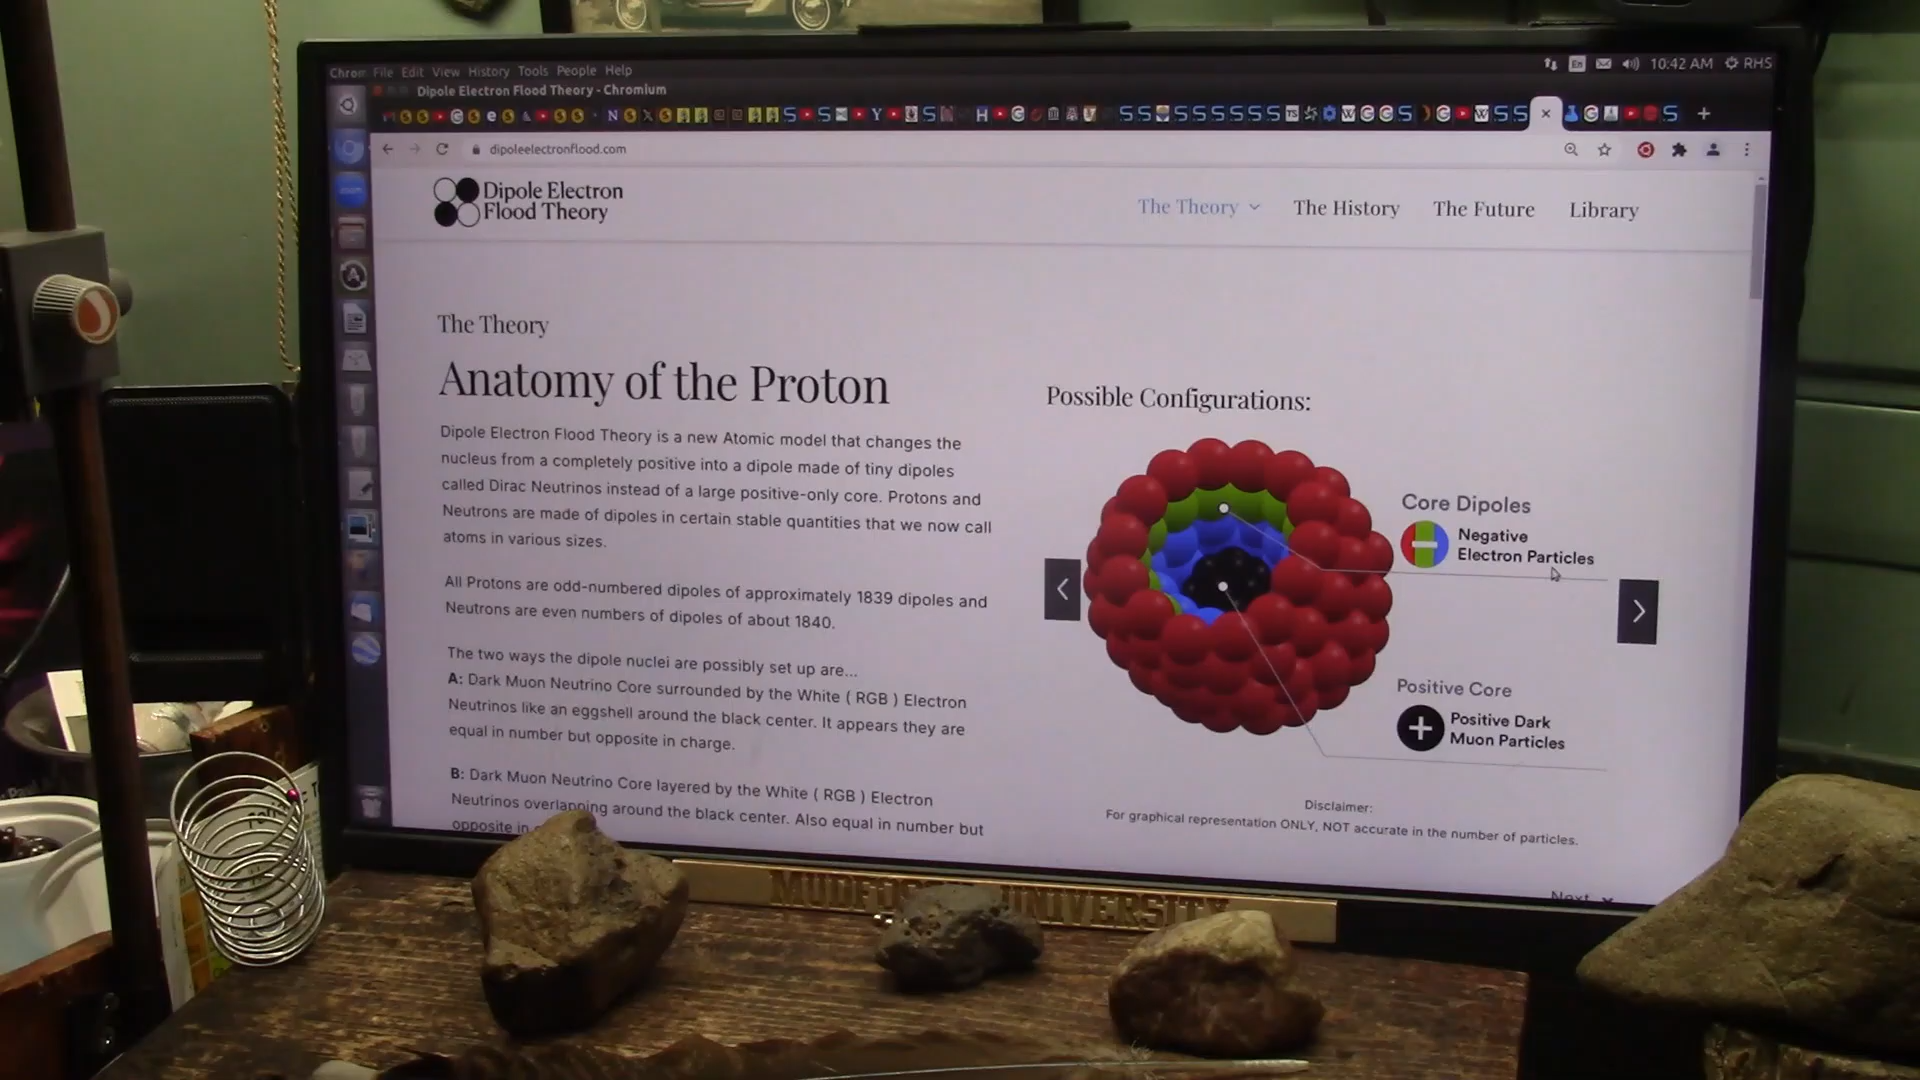 Chrom File Edit View History Tools People Help
10:42 AM RHS
Dipole Electron Flood Theory - Chromium
dipoleelectronflood.com
Dipole Electron
Flood Theory
The Theory The History The Future Library
The Theory
Anatomy of the Proton
Dipole Electron Flood Theory is a new Atomic model that changes the
nucleus from a completely positive into a dipole made of tiny dipoles
called Dirac Neutrinos instead of a large positive-only core. Protons and
Neutrons are made of dipoles in certain stable quantities that we now call
atoms in various sizes.
All Protons are odd-numbered dipoles of approximately 1839 dipoles and
Neutrons are even numbers of dipoles of about 1840.
The two ways the dipole nuclei are possibly set up are...
A: Dark Muon Neutrino Core surrounded by the White ( RGB ) Electron
Neutrinos like an eggshell around the black center. It appears they are
equal in number but opposite in charge.
B: Dark Muon Neutrino Core layered by the White ( RGB ) Electron
Neutrinos overlapping around the black center. Also equal in number but
opposite in
Possible Configurations:
Core Dipoles
Negative
Electron Particles
Positive Core
Positive Dark
Muon Particles
Disclaimer:
For graphical representation ONLY, NOT accurate in the number of particles.
Next
UNIVERSITY